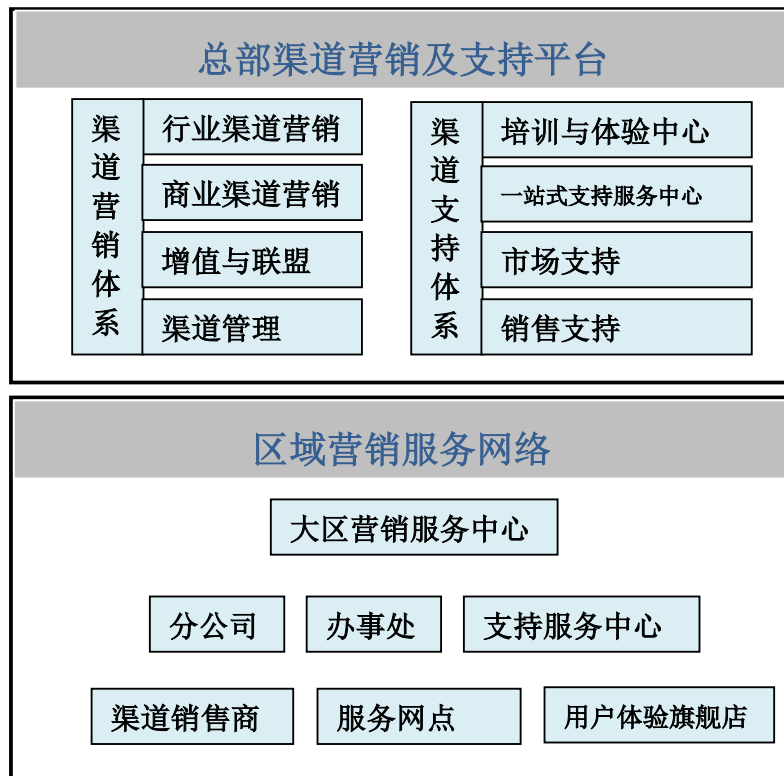 总部渠道营销及支持平台
渠道营销体系
行业渠道营销
商业渠道营销
增值与联盟
渠道管理
渠道支持体系
培训与体验中心
一站式支持服务中心
市场支持
销售支持
区域营销服务网络
大区营销服务中心
分公司
办事处
支持服务中心
渠道销售商
服务网点
用户体验旗舰店